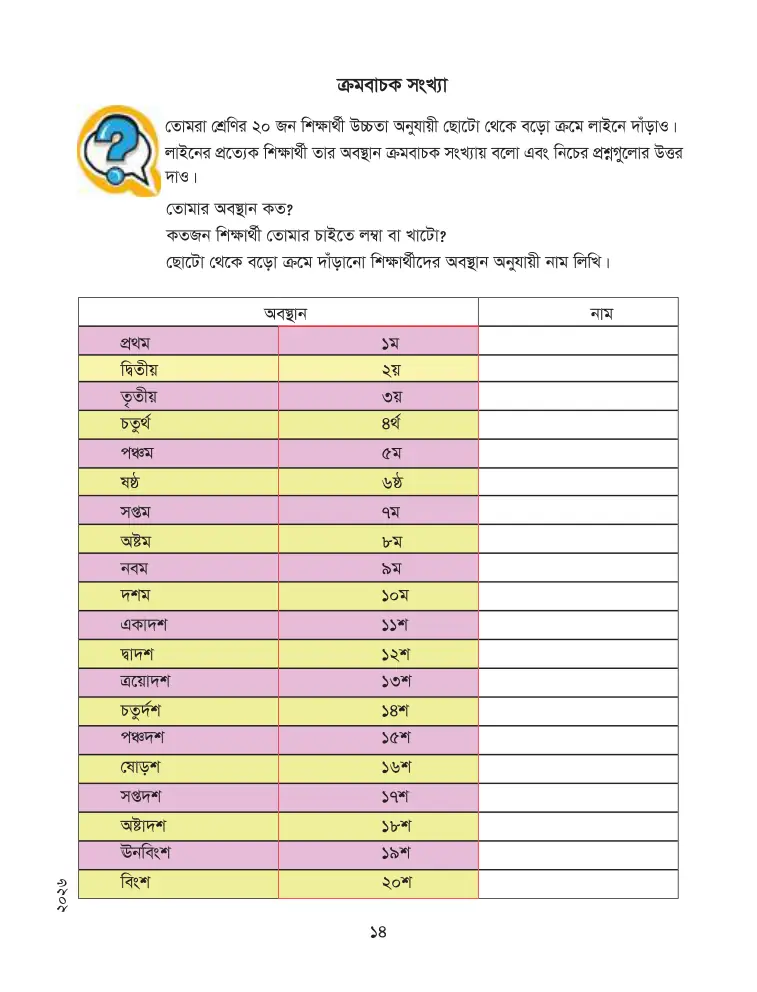 ক্রমবাচক সংখ্যা
তোমরা শ্রেণির ২০ জন শিক্ষার্থী উচ্চতা অনুযায়ী ছোটো থেকে বড়ো ক্রমে লাইনে দাঁড়াও।
লাইনের প্রত্যেক শিক্ষার্থী তার অবস্থান ক্রমবাচক সংখ্যায় বলো এবং নিচের প্রশ্নগুলোর উত্তর
দাও।
তোমার অবস্থান কত?
কতজন শিক্ষার্থী তোমার চাইতে লম্বা বা খাটো?
ছোটো থেকে বড়ো ক্রমে দাঁড়ানো শিক্ষার্থীদের অবস্থান অনুযায়ী নাম লিখি।
অবস্থান নাম
প্রথম ১ম
দ্বিতীয় ২য়
তৃতীয় ৩য়
চতুর্থ ৪র্থ
পঞ্চম ৫ম
ষষ্ঠ ৬ষ্ঠ
সপ্তম ৭ম
অষ্টম ৮ম
নবম ৯ম
দশম ১০ম
একাদশ ১১শ
দ্বাদশ ১২শ
ত্রয়োদশ ১৩শ
চতুর্দশ ১৪শ
পঞ্চদশ ১৫শ
ষোড়শ ১৬শ
সপ্তদশ ১৭শ
অষ্টাদশ ১৮শ
ঊনবিংশ ১৯শ
বিংশ ২০শ
২০২৬
১৪